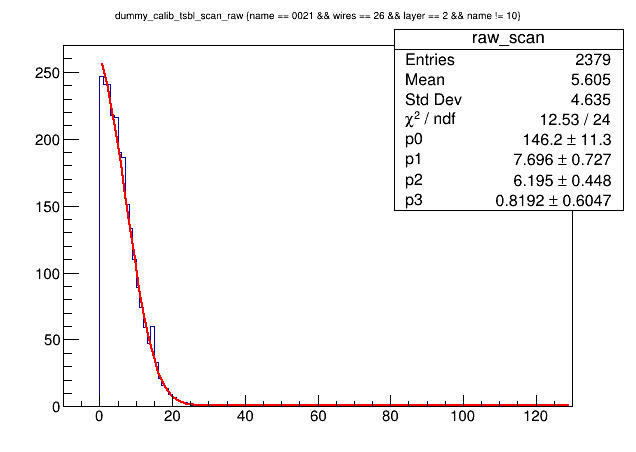 dummy_calib_tsbl_scan_raw {name == 0021 && wires == 26 && layer == 2 && name != 10}
raw_scan
Entries 2379
Mean 5.605
Std Dev 4.635
χ² / ndf 12.53 / 24
p0 146.2 ± 11.3
p1 7.696 ± 0.727
p2 6.195 ± 0.448
p3 0.8192 ± 0.6047
250
200
150
100
50
0
0 20 40 60 80 100 120